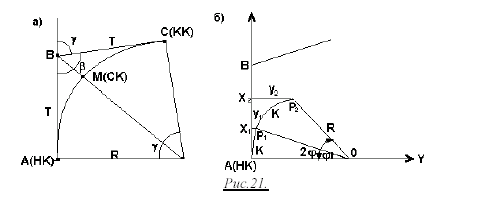 а)
γ
T
C(KK)
B
β
M(CK)
T
γ
A(HK)
R
б)
A
B
X₂
y₂
P₂
y₁
K
X₁
P₁
R
K
2φ
φ
0
Y
A(HK)
Рис.21.